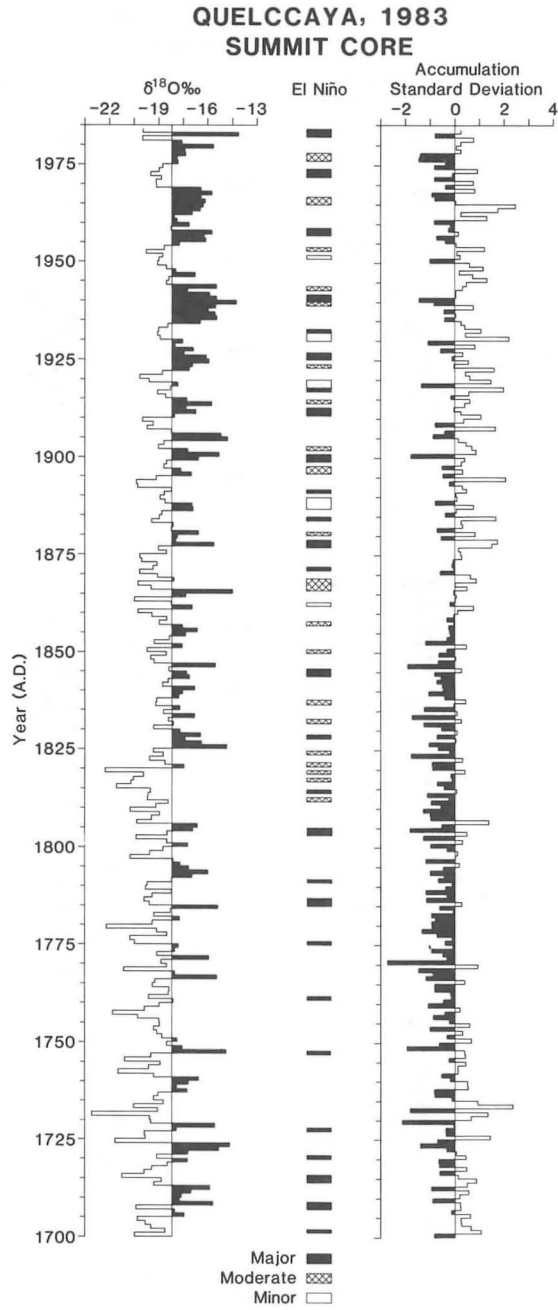 QUELCCAYA, 1983
SUMMIT CORE
δ18O‰
El Niño
Accumulation
Standard Deviation
-22 -19 -16 -13
-2 0 2 4
1975
1950
1925
1900
1875
1850
1825
1800
1775
1750
1725
1700
Year (A.D.)
Major
Moderate
Minor